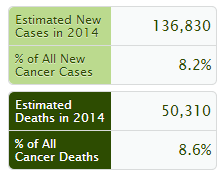 Estimated New
Cases in 2014
136,830
% of All New
Cancer Cases
8.2%
Estimated
Deaths in 2014
50,310
% of All
Cancer Deaths
8.6%